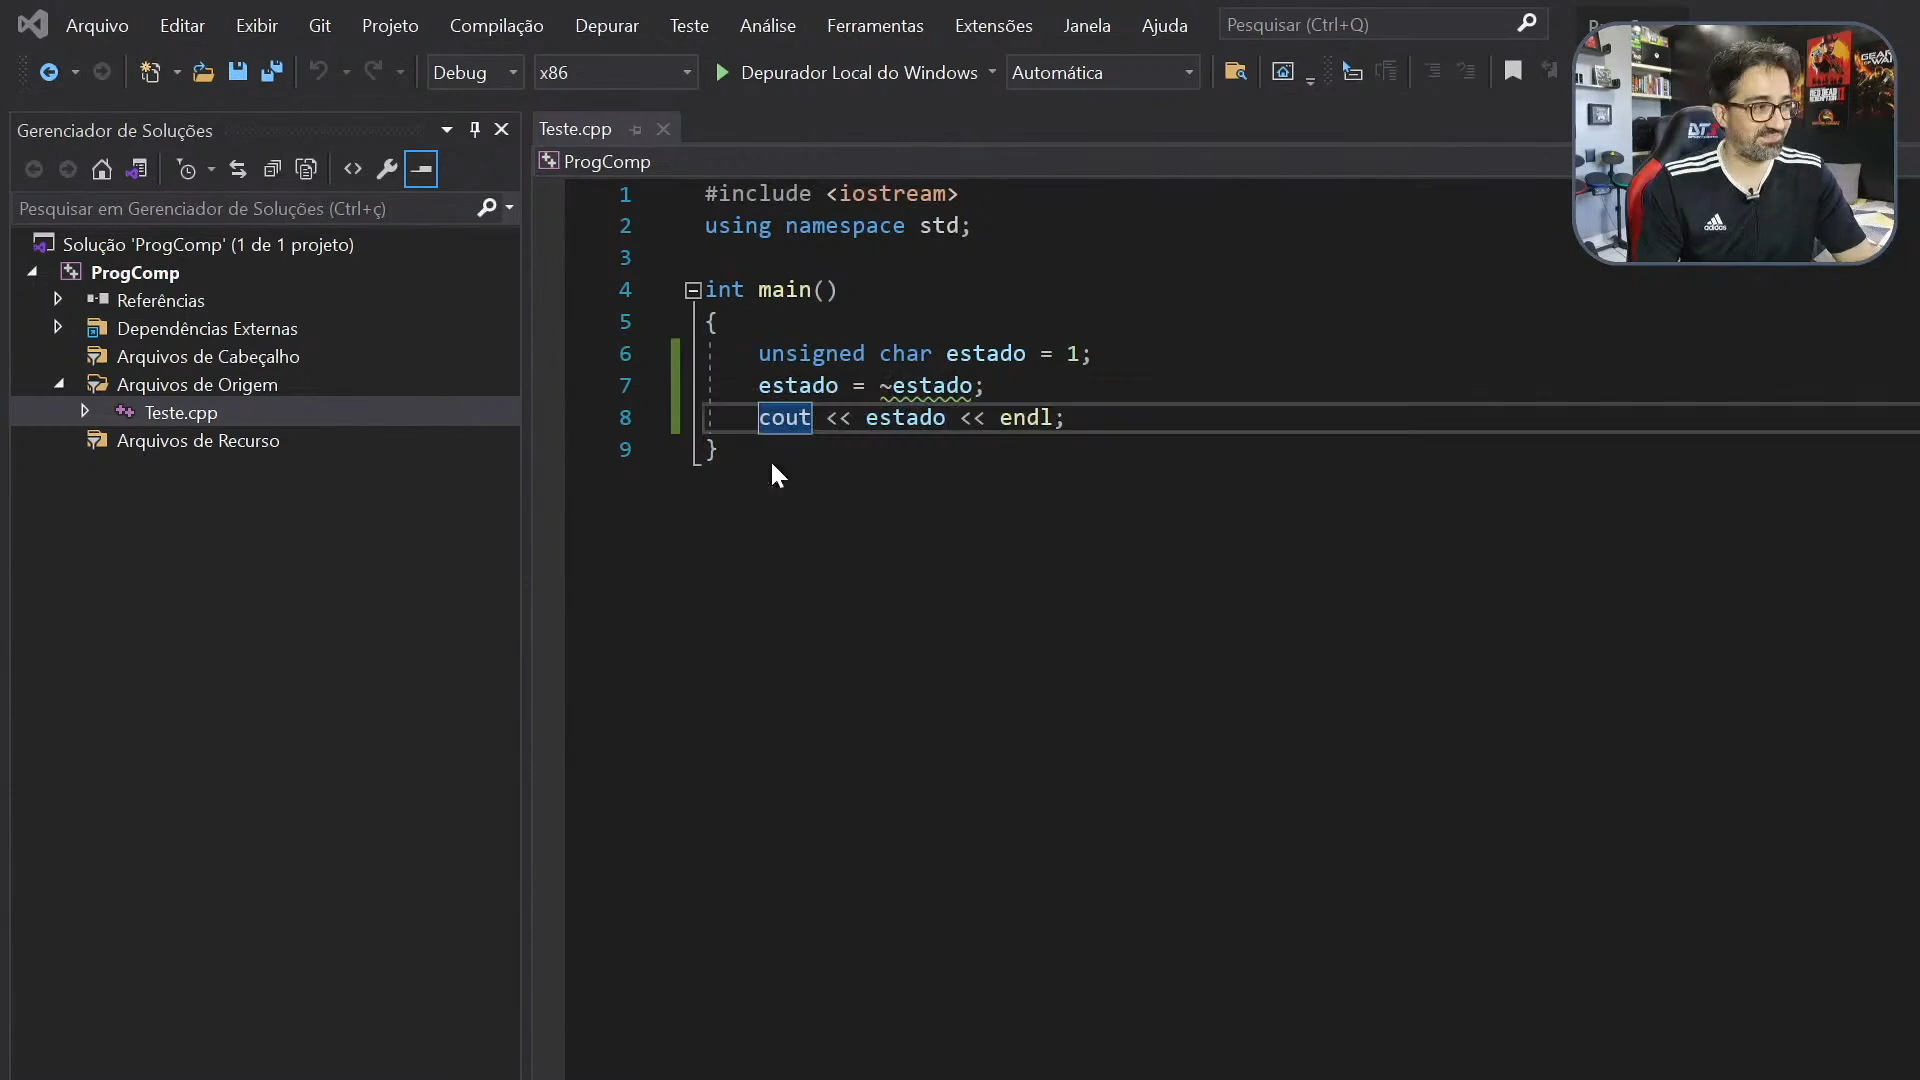 Arquivo Editar Exibir Git Projeto Compilação Depurar Teste Análise Ferramentas Extensões Janela Ajuda Pesquisar (Ctrl+Q)
Debug x86 Depurador Local do Windows Automática
Gerenciador de Soluções
Pesquisar em Gerenciador de Soluções (Ctrl+ç)
Solução 'ProgComp' (1 de 1 projeto)
ProgComp
Referências
Dependências Externas
Arquivos de Cabeçalho
Arquivos de Origem
Teste.cpp
Arquivos de Recurso
Teste.cpp
ProgComp
1 #include <iostream>
2 using namespace std;
3
4 int main()
5 {
6 unsigned char estado = 1;
7 estado = ~estado;
8 cout << estado << endl;
9 }
DT3
adidas
RED DEAD